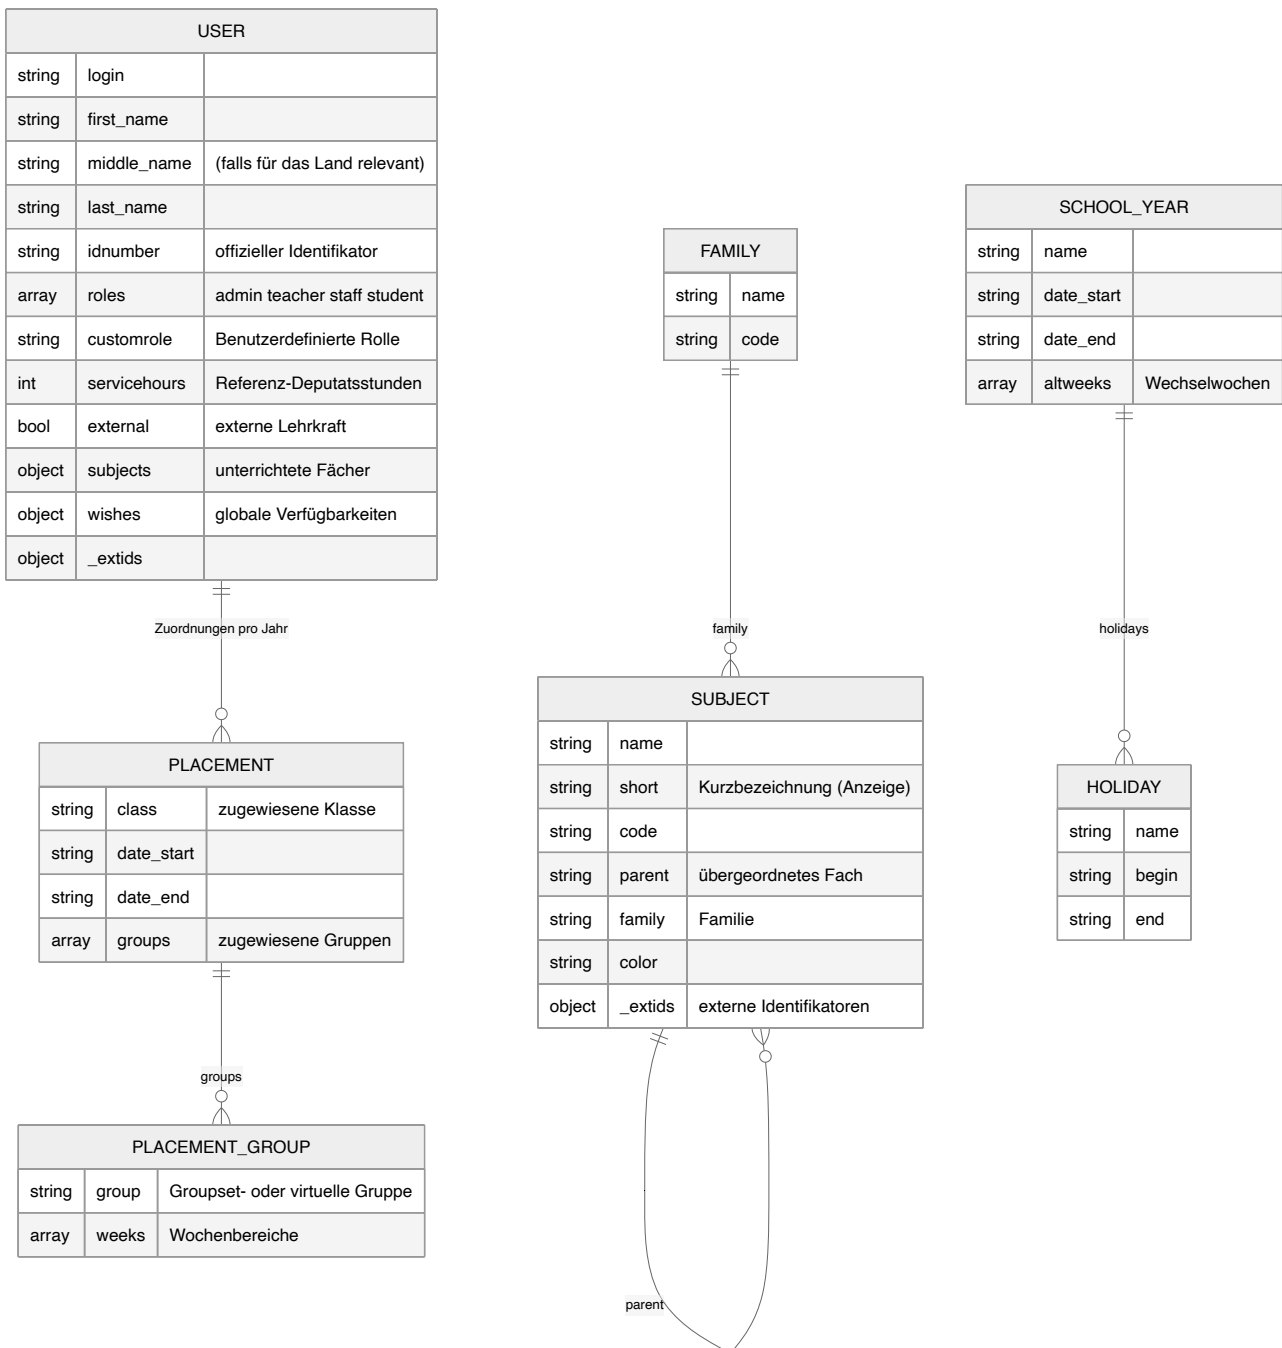 USER
string login
string first_name
string middle_name (falls für das Land relevant)
string last_name
string idnumber offizieller Identifikator
array roles admin teacher staff student
string customrole Benutzerdefinierte Rolle
int servicehours Referenz-Deputatsstunden
bool external externe Lehrkraft
object subjects unterrichtete Fächer
object wishes globale Verfügbarkeiten
object _extids
Zuordnungen pro Jahr
PLACEMENT
string class zugewiesene Klasse
string date_start
string date_end
array groups zugewiesene Gruppen
groups
PLACEMENT_GROUP
string group Groupset- oder virtuelle Gruppe
array weeks Wochenbereiche
FAMILY
string name
string code
family
SUBJECT
string name
string short Kurzbezeichnung (Anzeige)
string code
string parent übergeordnetes Fach
string family Familie
string color
object _extids externe Identifikatoren
parent
SCHOOL_YEAR
string name
string date_start
string date_end
array altweeks Wechselwochen
holidays
HOLIDAY
string name
string begin
string end